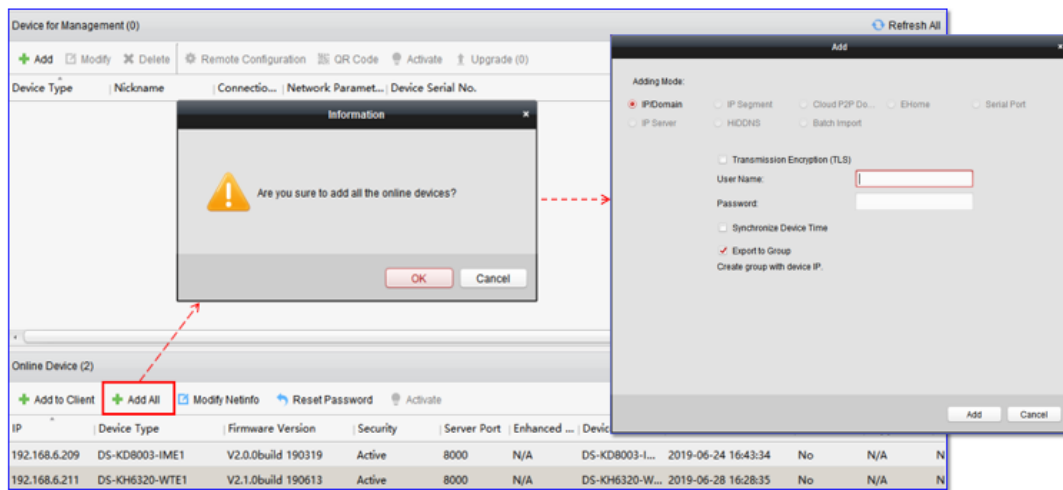 Device for Management (0)
Refresh All
Add Modify Delete Remote Configuration QR Code Activate Upgrade (0)
Device Type Nickname Connectio... Network Paramet... Device Serial No.
Information
Are you sure to add all the online devices?
OK Cancel
Add
Adding Mode:
IP/Domain IP Segment Cloud P2P Do... EHome Serial Port
IP Server HiDDNS Batch Import
Transmission Encryption (TLS)
User Name:
Password:
Synchronize Device Time
Export to Group
Create group with device IP.
Add Cancel
Online Device (2)
Add to Client Add All Modify Netinfo Reset Password Activate
IP Device Type Firmware Version Security Server Port Enhanced ... Devic
192.168.6.209 DS-KD8003-IME1 V2.0.0build 190319 Active 8000 N/A DS-KD8003-I... 2019-06-24 16:43:34 No N/A N
192.168.6.211 DS-KH6320-WTE1 V2.1.0build 190613 Active 8000 N/A DS-KH6320-W... 2019-06-28 16:28:35 No N/A N